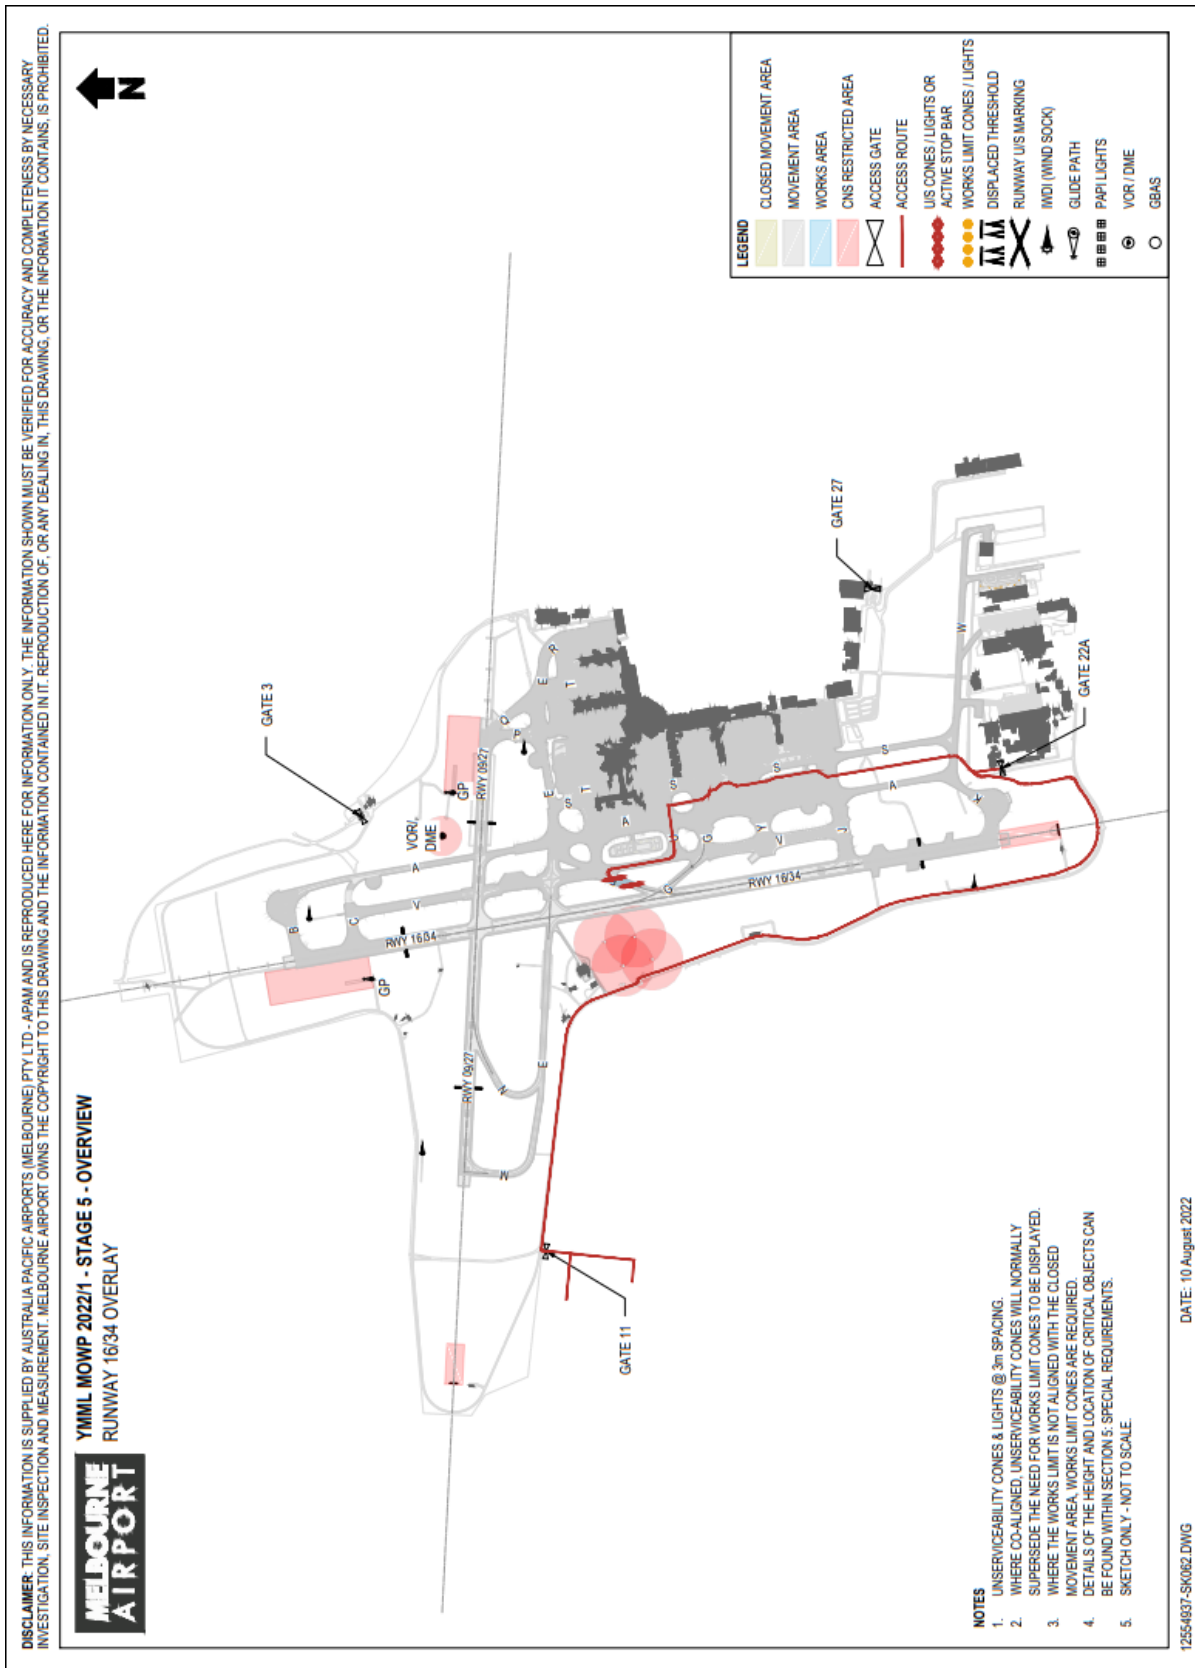 DISCLAIMER: THIS INFORMATION IS SUPPLIED BY AUSTRALIA PACIFIC AIRPORTS (MELBOURNE) PTY LTD - APAM AND IS REPRODUCED HERE FOR INFORMATION ONLY. THE INFORMATION SHOWN MUST BE VERIFIED FOR ACCURACY AND COMPLETENESS BY NECESSARY
INVESTIGATION, SITE INSPECTION AND MEASUREMENT. MELBOURNE AIRPORT OWNS THE COPYRIGHT TO THIS DRAWING AND THE INFORMATION CONTAINED IN IT. REPRODUCTION OF, OR ANY DEALING IN, THIS DRAWING, OR THE INFORMATION IT CONTAINS, IS PROHIBITED.
MELBOURNE
AIRPORT
YMML MOWP 2022/1 - STAGE 5 - OVERVIEW
RUNWAY 16/34 OVERLAY
N
GATE 3
VOR/
DME
GP
GP
B
C
A
V
RWY 16/34
RWY 09/27
RWY 09/27
N
M
E
E
E
P
O
R
T
T
S
A
G
G
S
Y
V
J
S
S
A
X
W
RWY 16/34
GATE 11
GATE 27
GATE 22A
LEGEND
CLOSED MOVEMENT AREA
MOVEMENT AREA
WORKS AREA
CNS RESTRICTED AREA
ACCESS GATE
ACCESS ROUTE
U/S CONES / LIGHTS OR
ACTIVE STOP BAR
WORKS LIMIT CONES / LIGHTS
DISPLACED THRESHOLD
RUNWAY U/S MARKING
IWDI (WIND SOCK)
GLIDE PATH
PAPI LIGHTS
VOR / DME
GBAS
NOTES
1. UNSERVICEABILITY CONES & LIGHTS @ 3m SPACING.
2. WHERE CO-ALIGNED, UNSERVICEABILITY CONES WILL NORMALLY
SUPERSEDE THE NEED FOR WORKS LIMIT CONES TO BE DISPLAYED.
3. WHERE THE WORKS LIMIT IS NOT ALIGNED WITH THE CLOSED
MOVEMENT AREA, WORKS LIMIT CONES ARE REQUIRED.
4. DETAILS OF THE HEIGHT AND LOCATION OF CRITICAL OBJECTS CAN
BE FOUND WITHIN SECTION 5: SPECIAL REQUIREMENTS.
5. SKETCH ONLY - NOT TO SCALE.
12554937-SK062.DWG
DATE: 10 August 2022